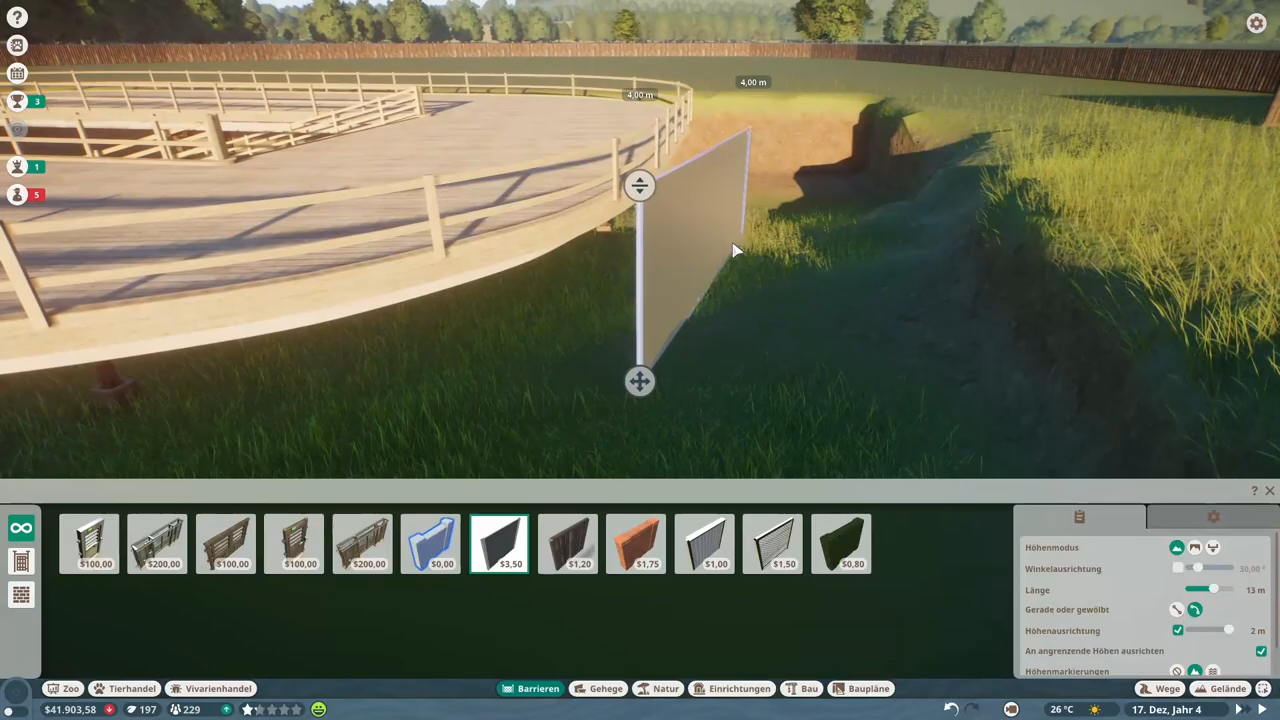 4,00 m
4,00 m
3
1
5
? ×
$100,00 $200,00 $100,00 $100,00 $200,00 $0,00 $3,50 $1,20 $1,75 $1,00 $1,50 $0,80
Höhenmodus
Winkelausrichtung 30,00 °
Länge 13 m
Gerade oder gewölbt
Höhenausrichtung 2 m
An angrenzende Höhen ausrichten
Höhenmarkierungen
Zoo Tierhandel Vivarienhandel Barrieren Gehege Natur Einrichtungen Bau Baupläne Wege Gelände
$41.903,58 197 229 26 °C 17. Dez, Jahr 4